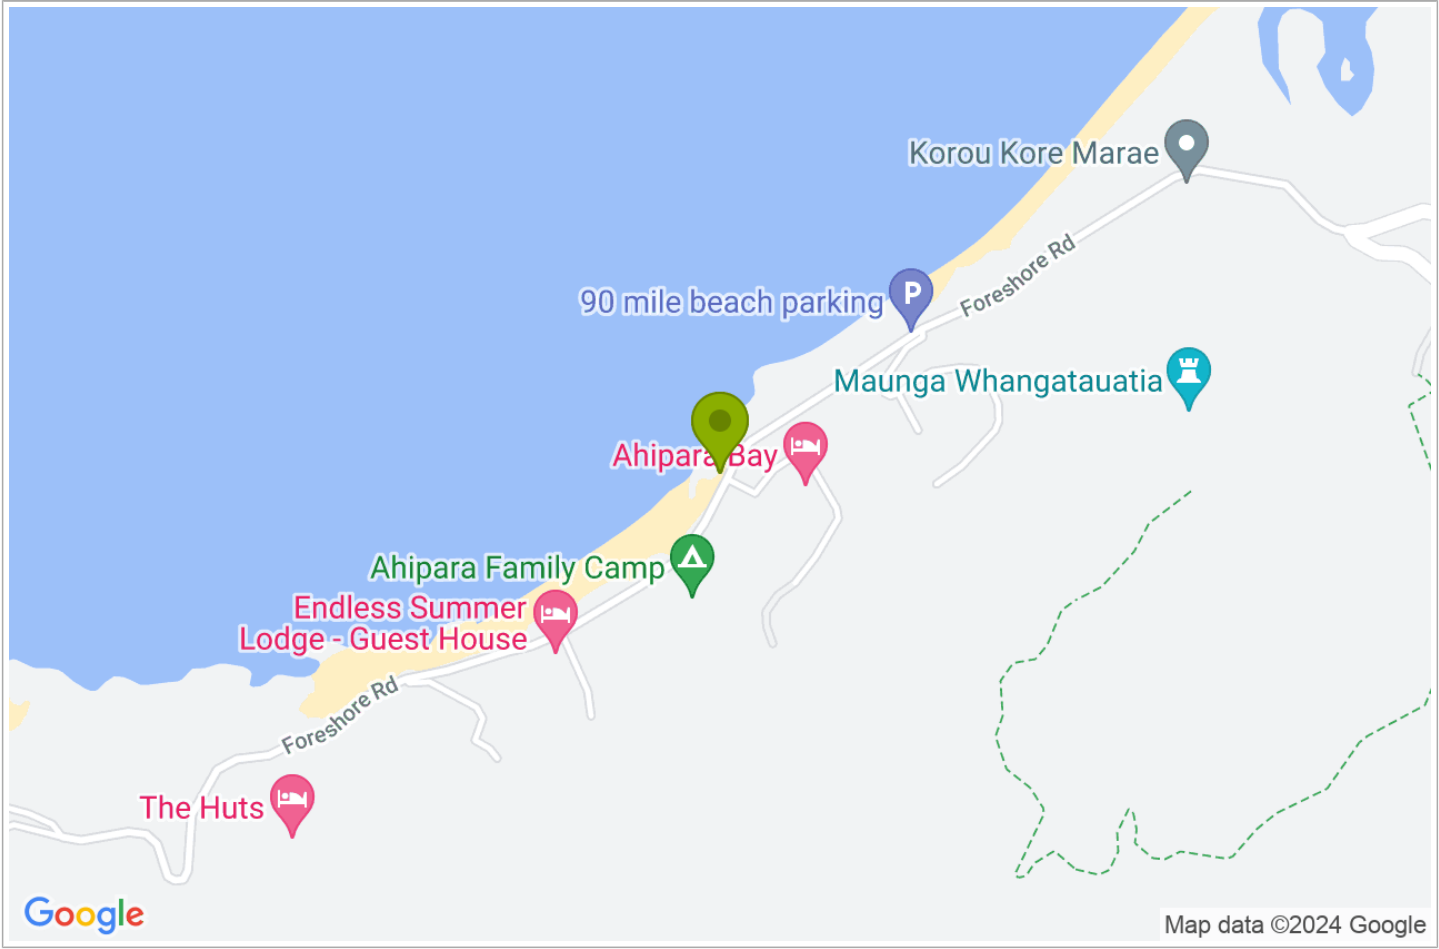 Korou Kore Marae
Foreshore Rd
90 mile beach parking
P
Maunga Whangatauatia
Ahipara Bay
Ahipara Family Camp
Endless Summer
Lodge - Guest House
Foreshore Rd
The Huts
Google
Map data ©2024 Google